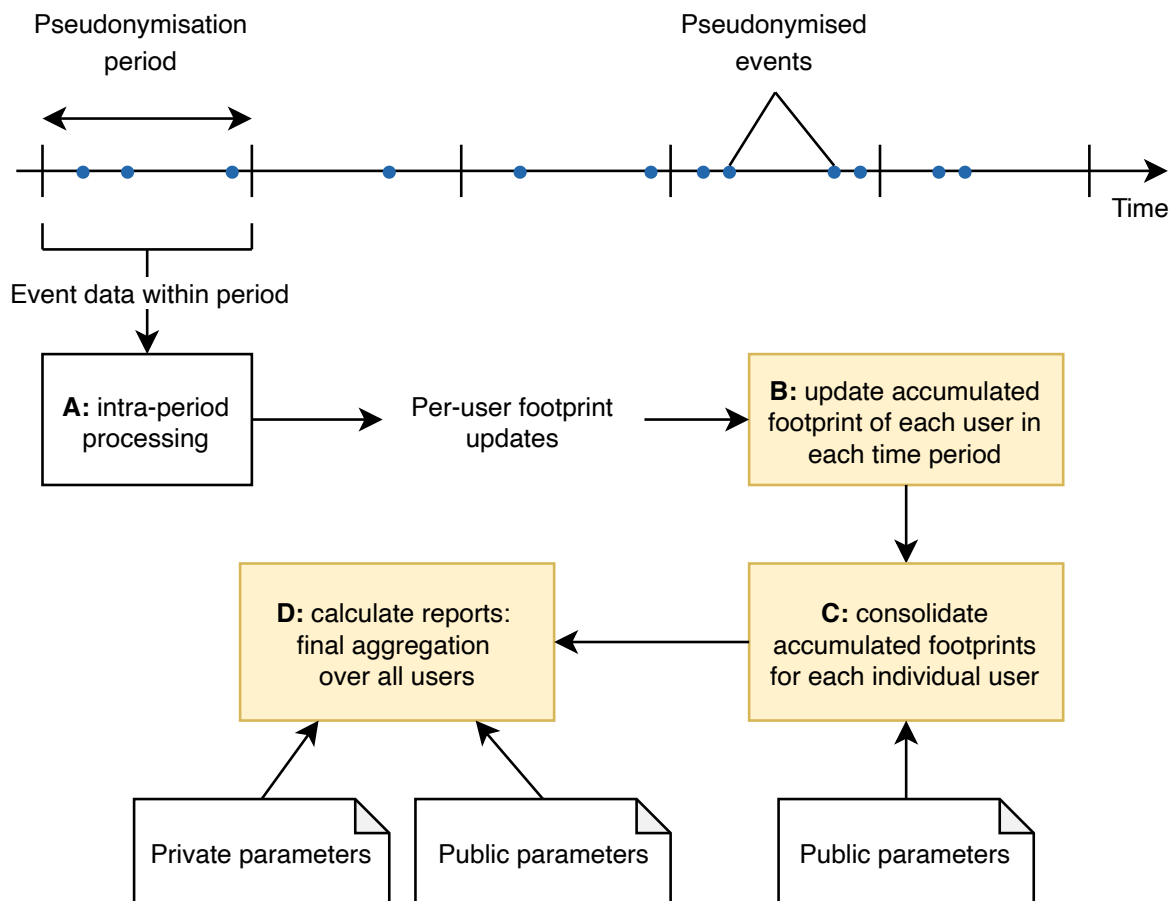 Pseudonymisation
period
Pseudonymised
events
Time
Event data within period
A: intra-period
processing
Per-user footprint
updates
B: update accumulated
footprint of each user in
each time period
D: calculate reports:
final aggregation
over all users
C: consolidate
accumulated footprints
for each individual user
Private parameters
Public parameters
Public parameters